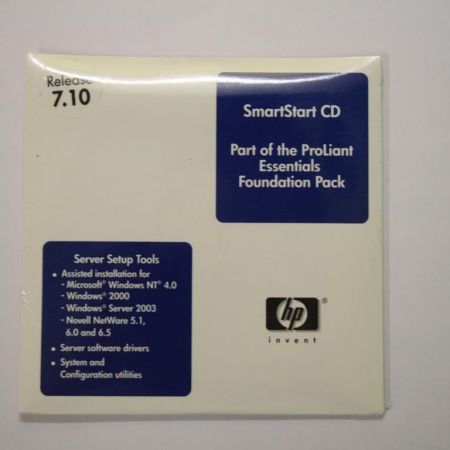 Release
7.10
SmartStart CD
Part of the ProLiant
Essentials
Foundation Pack
Server Setup Tools
• Assisted installation for
- Microsoft® Windows NT® 4.0
- Windows® 2000
- Windows® Server 2003
- Novell NetWare 5.1,
6.0 and 6.5
• Server software drivers
• System and
Configuration utilities
hp®
invent